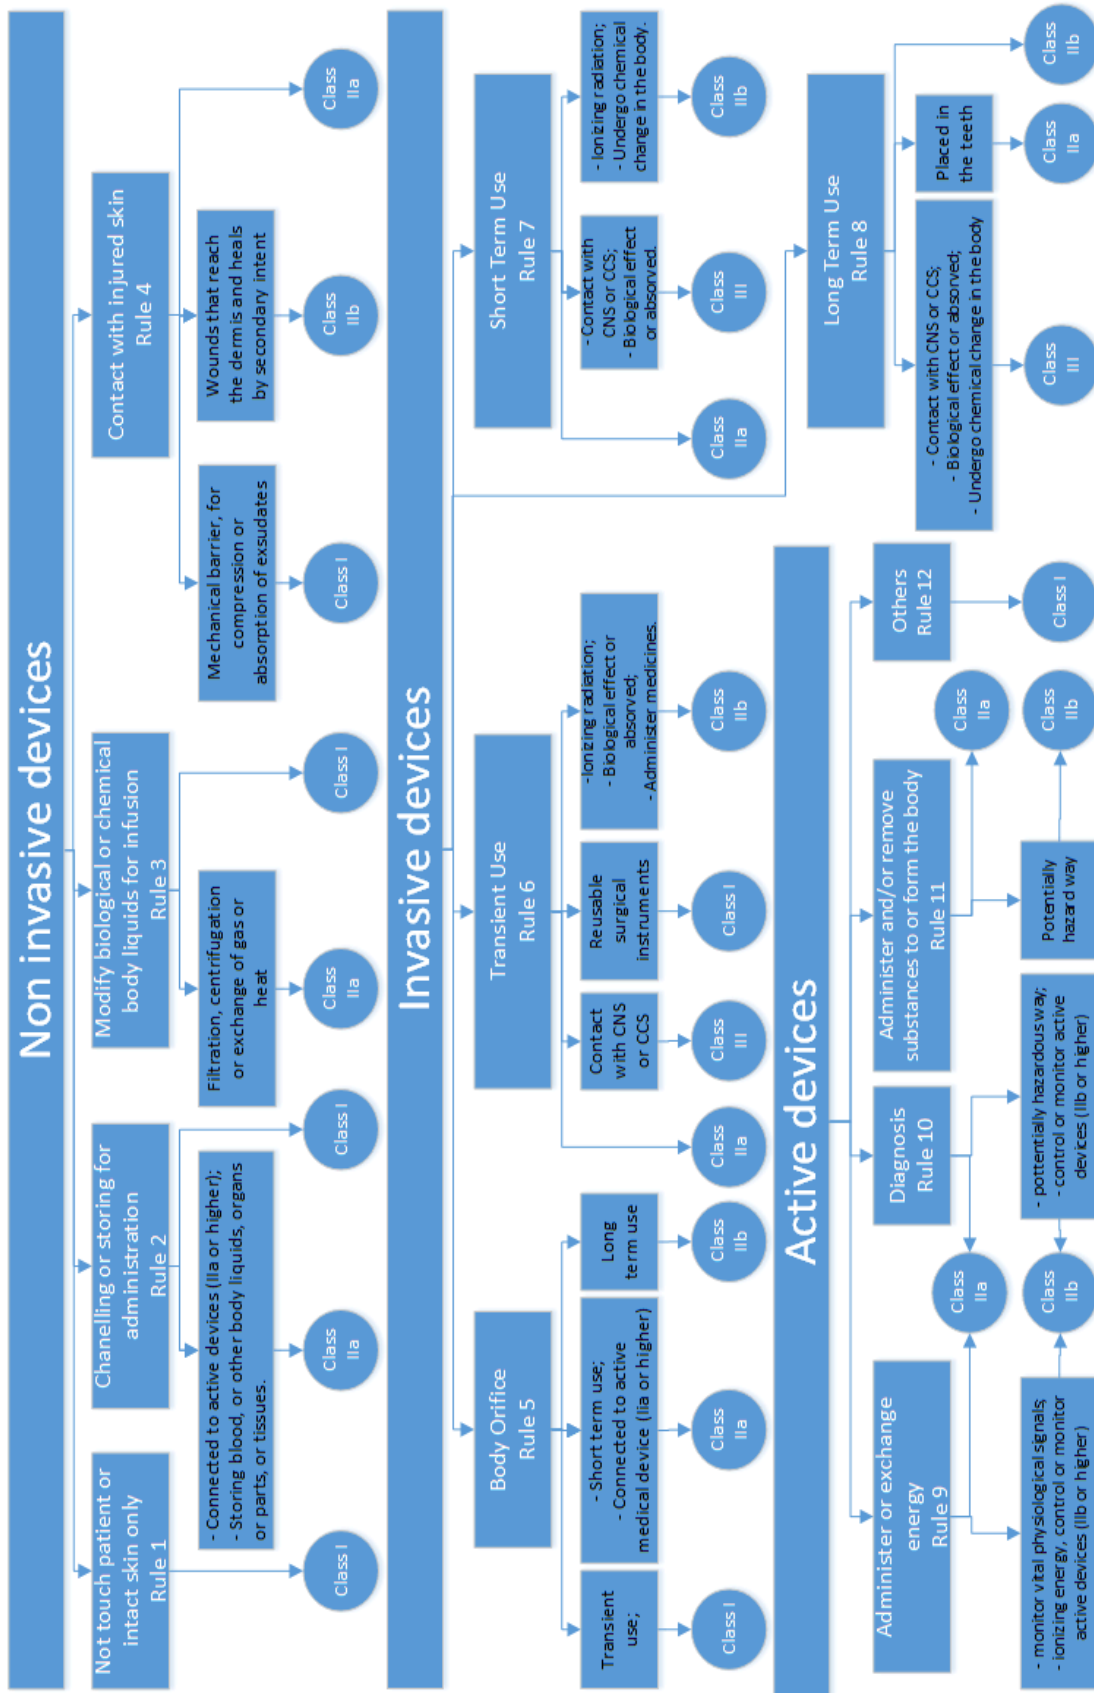 Non invasive devices
Not touch patient or
intact skin only
Rule 1
Class I
Chanelling or storing for
administration
Rule 2
- Connected to active devices (IIa or higher);
- Storing blood, or other body liquids, organs
or parts, or tissues.
Class
IIa
Class I
Modify biological or chemical
body liquids for infusion
Rule 3
Filtration, centrifugation
or exchange of gas or
heat
Class
IIa
Class I
Contact with injured skin
Rule 4
Mechanical barrier, for
compression or
absorption of exsudates
Class I
Wounds that reach
the dermis and heals
by secondary intent
Class
IIb
Class
IIa
Invasive devices
Body Orifice
Rule 5
Transient
use;
Class I
- Short term use;
- Connected to active
medical device (Iia or higher)
Class
IIa
Long
term use
Class
IIb
Transient Use
Rule 6
Class
IIa
Contact
with CNS
or CCS
Class
III
Reusable
surgical
instruments
Class I
-Ionizing radiation;
- Biological effect or
absorved;
- Administer medicines.
Class
IIb
Short Term Use
Rule 7
Class
IIa
- Contact with
CNS or CCS;
- Biological effect
or absored.
Class
III
- Ionizing radiation;
- Undergo chemical
change in the body.
Class
IIb
Long Term Use
Rule 8
- Contact with CNS or CCS;
- Biological effect or absored;
- Undergo chemical change in the body
Class
III
Placed in
the teeth
Class
IIa
Class
IIb
Active devices
Administer or exchange
energy
Rule 9
- monitor vital physiological signals;
- ionizing energy, control or monitor
active devices (IIb or higher)
Class
IIa
Class
IIb
Diagnosis
Rule 10
- pottentially hazardous way;
- control or monitor active
devices (IIb or higher)
Administer and/or remove
substances to or form the body
Rule 11
Potentially
hazard way
Class
IIa
Class
IIb
Others
Rule 12
Class I